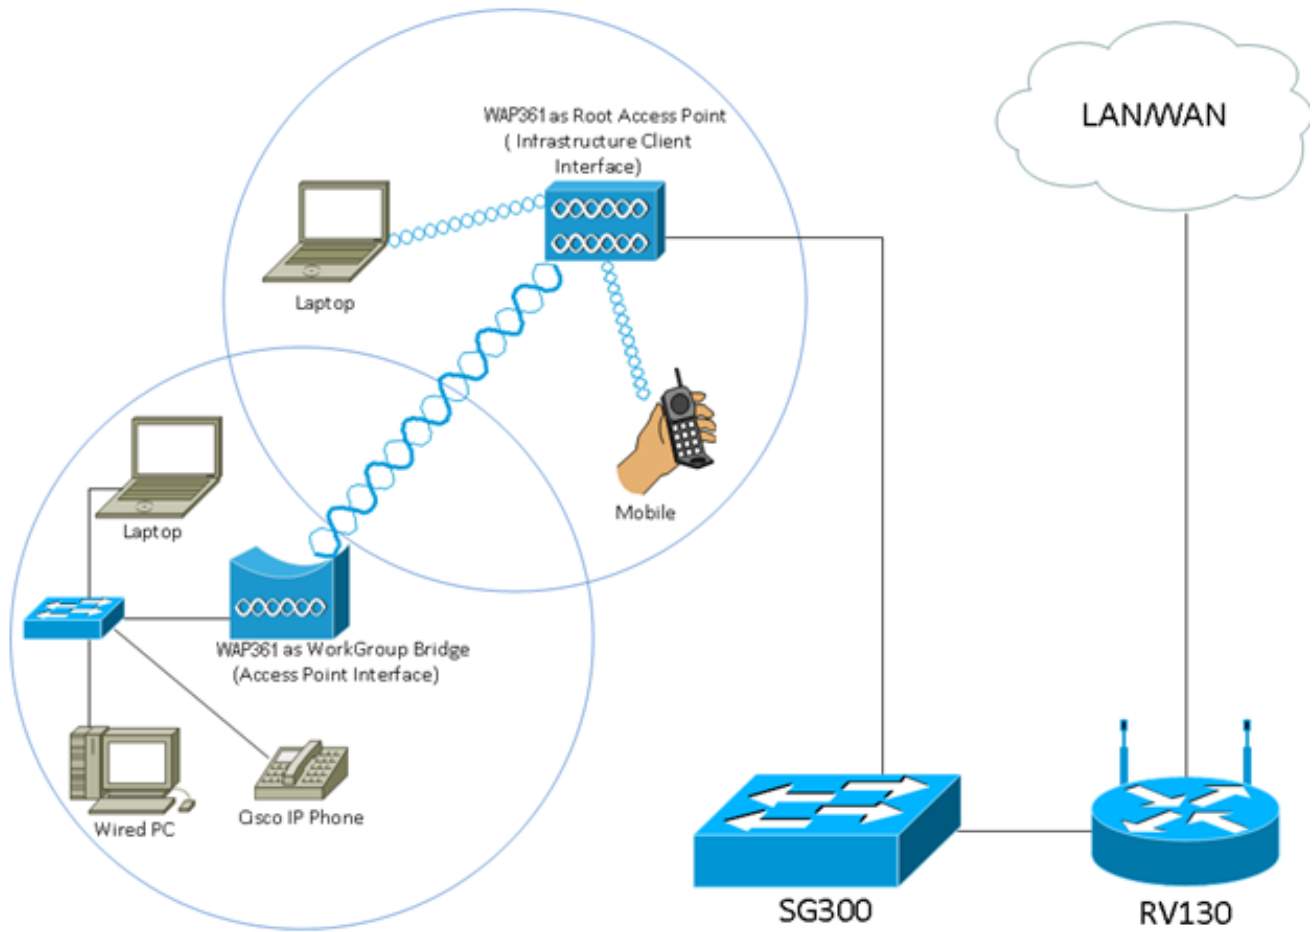 WAP361 as Root Access Point
( Infrastructure Client
Interface)
LAN/WAN
Laptop
Mobile
Laptop
WAP361 as WorkGroup Bridge
(Access Point Interface)
Wired PC
Cisco IP Phone
SG300
RV130